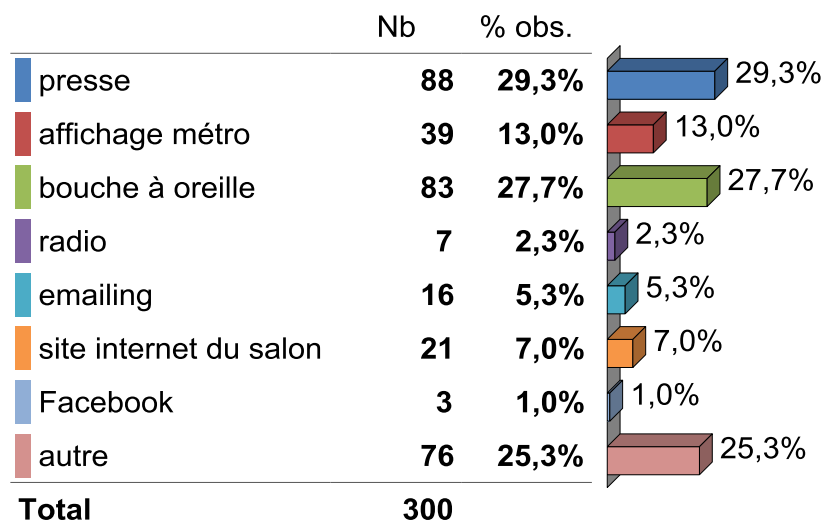 Nb % obs.
presse 88 29,3% 29,3%
affichage métro 39 13,0% 13,0%
bouche à oreille 83 27,7% 27,7%
radio 7 2,3% 2,3%
emailing 16 5,3% 5,3%
site internet du salon 21 7,0% 7,0%
Facebook 3 1,0% 1,0%
autre 76 25,3% 25,3%
Total 300